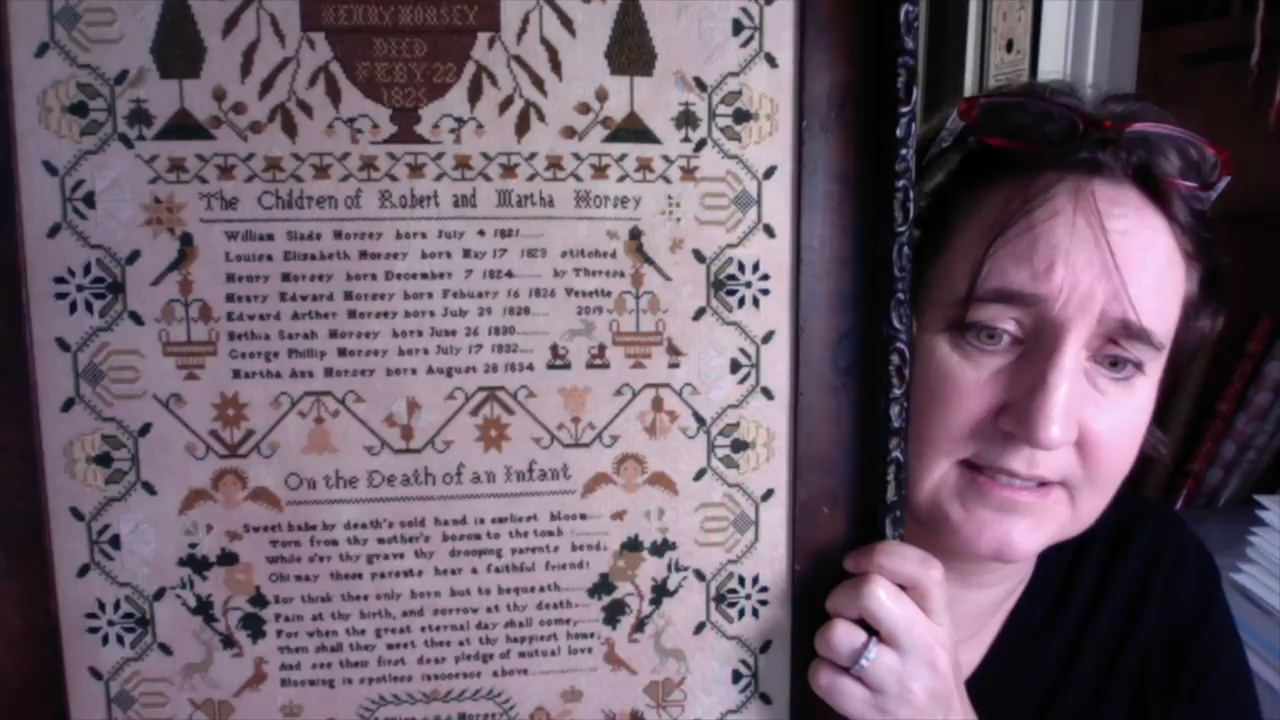 HENRY HORSEY
DIED
FEBY·22
1825
The Children of Robert and Martha Horsey
William Slade Horsey born July 4 1821......
Louisa Elizabeth Horsey born May 17 1823 stitched
Henry Horsey born December 7 1824...... by Theresa
Henry Edward Horsey born Febuary 16 1826 Venette
Edward Arther Horsey born July 29 1828...... 2019
Bethia Sarah Horsey born June 26 1830......
George Phillip Horsey born July 17 1832....
Martha Ann Horsey born August 28 1834
On the Death of an Infant
Sweet babe by death's cold hand in earliest bloom
Torn from thy mother's bosom to the tomb
While o'er thy grave thy drooping parents bend,
Oh! may these parents hear a faithful friend!
Nor think thee only born but to bequeath
Pain at thy birth, and sorrow at thy death
For when the great eternal day shall come,
Then shall they meet thee at thy happiest home,
And see their first dear pledge of mutual love
Blooming in spotless innocence above
Horsey